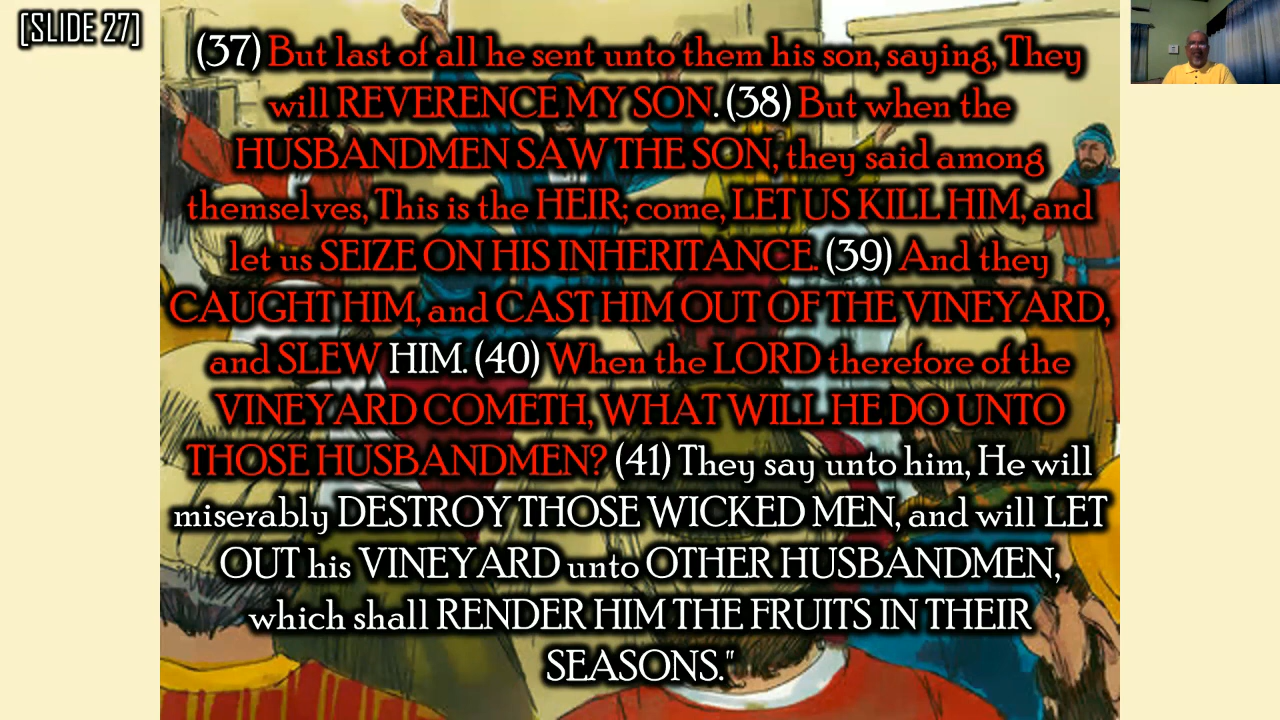 [SLIDE 27]
(37) But last of all he sent unto them his son, saying, They
will REVERENCE MY SON. (38) But when the
HUSBANDMEN SAW THE SON, they said among
themselves, This is the HEIR; come, LET US KILL HIM, and
let us SEIZE ON HIS INHERITANCE. (39) And they
CAUGHT HIM, and CAST HIM OUT OF THE VINEYARD,
and SLEW HIM. (40) When the LORD therefore of the
VINEYARD COMETH, WHAT WILL HE DO UNTO
THOSE HUSBANDMEN? (41) They say unto him, He will
miserably DESTROY THOSE WICKED MEN, and will LET
OUT his VINEYARD unto OTHER HUSBANDMEN,
which shall RENDER HIM THE FRUITS IN THEIR
SEASONS."